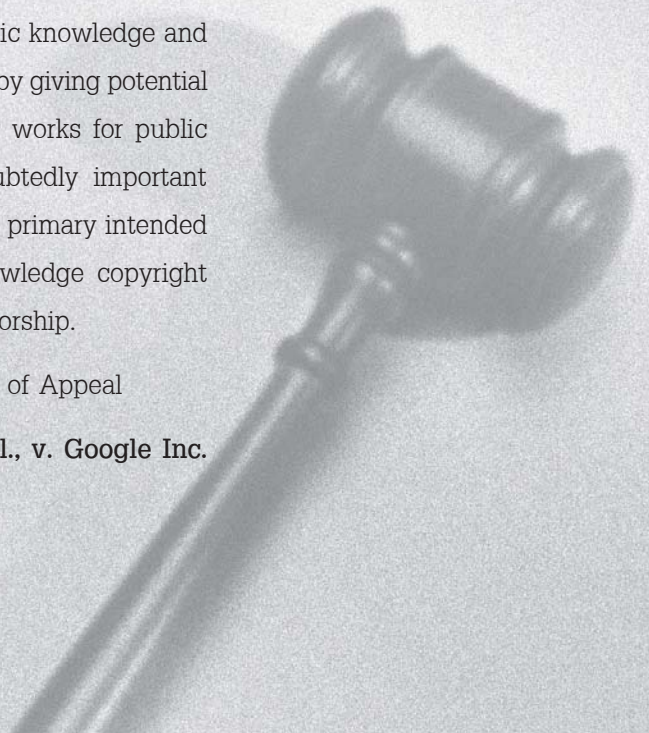 ic knowledge and
by giving potential
works for public
ubtedly important
primary intended
wledge copyright
orship.
of Appeal
l., v. Google Inc.